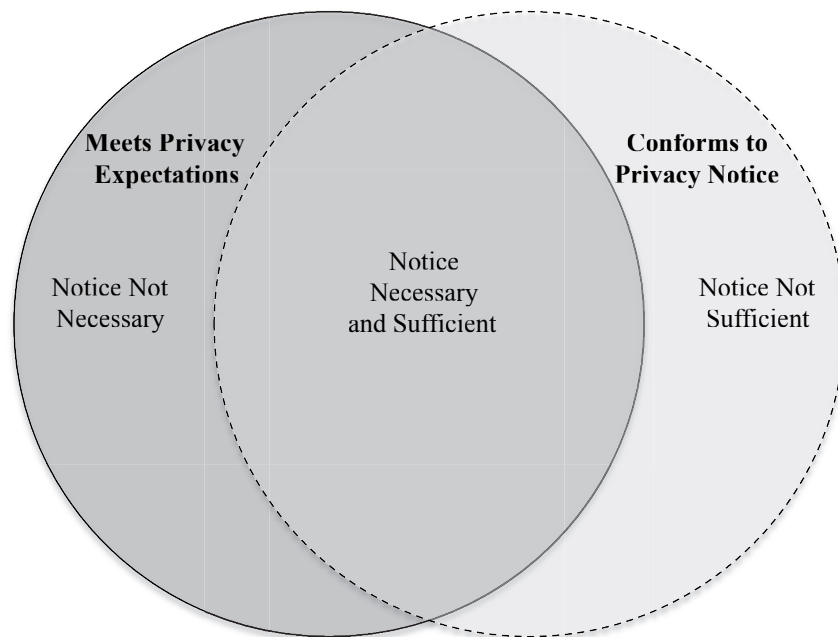 Meets Privacy
Expectations
Conforms to
Privacy Notice
Notice Not
Necessary
Notice
Necessary
and Sufficient
Notice Not
Sufficient